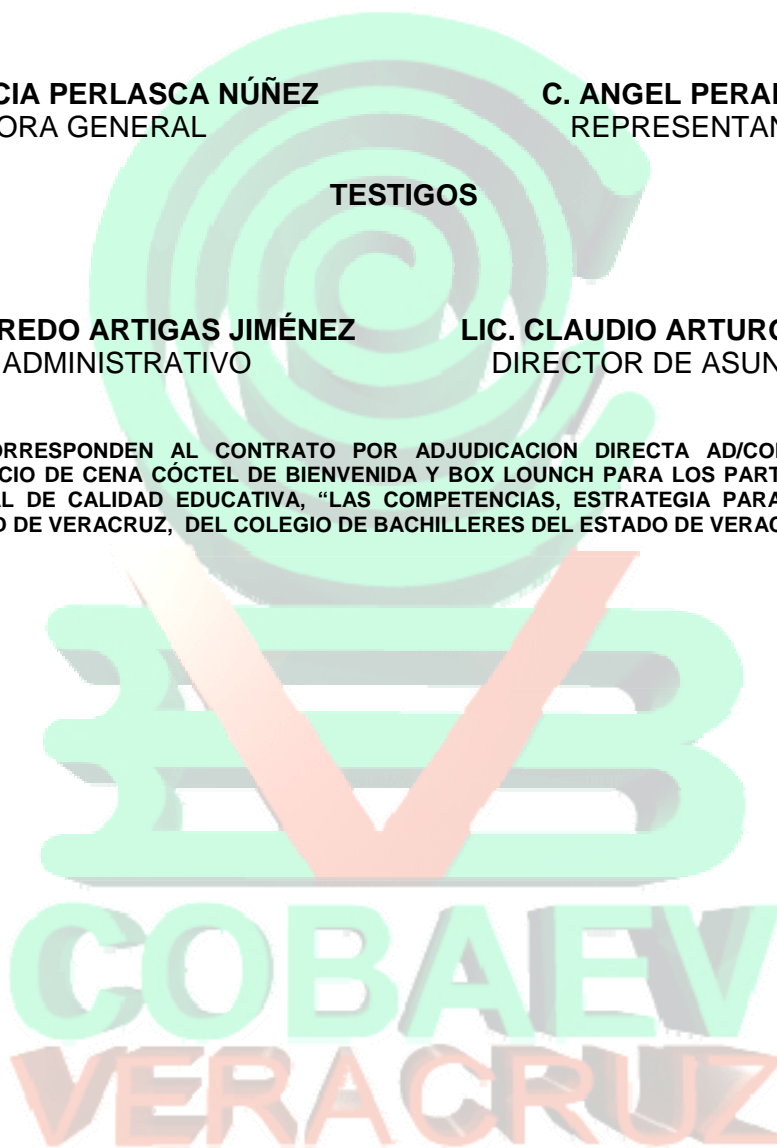 CIA PERLASCA NÚÑEZ C. ANGEL PERAL
ORA GENERAL REPRESENTAN
TESTIGOS
REDO ARTIGAS JIMÉNEZ LIC. CLAUDIO ARTURO
ADMINISTRATIVO DIRECTOR DE ASUN
ORRESPONDEN AL CONTRATO POR ADJUDICACION DIRECTA AD/CO
CIO DE CENA CÓCTEL DE BIENVENIDA Y BOX LOUNCH PARA LOS PART
AL DE CALIDAD EDUCATIVA, “LAS COMPETENCIAS, ESTRATEGIA PARA
O DE VERACRUZ, DEL COLEGIO DE BACHILLERES DEL ESTADO DE VERAC
COBAEV
VERACRUZ